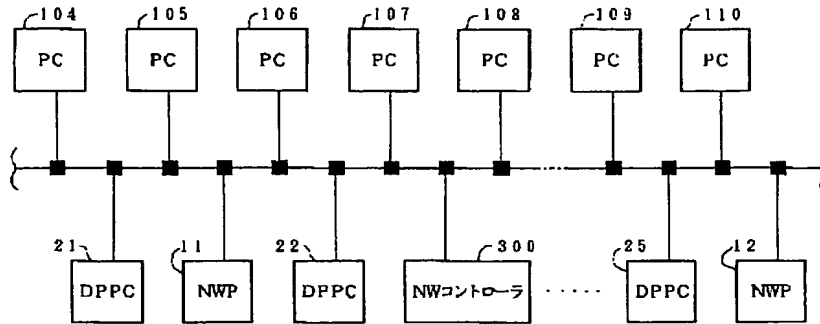 104 105 106 107 108 109 110
PC PC PC PC PC PC PC
21 11 22 300 25 12
DPPC NWP DPPC NWコントローラ ····· DPPC NWP